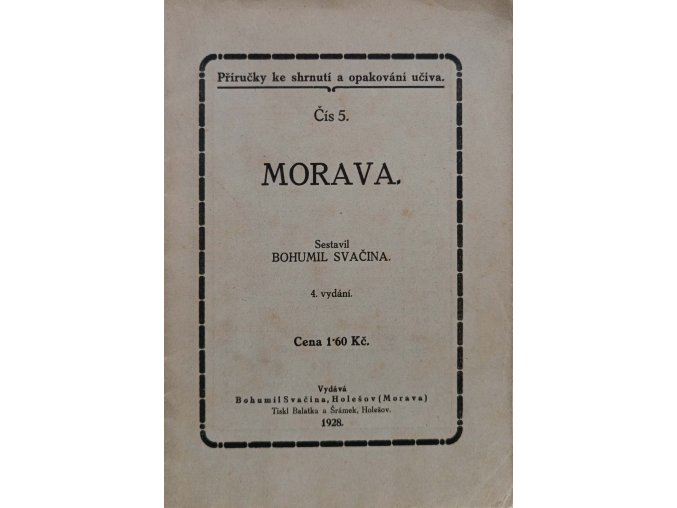 Příručky ke shrnutí a opakování učiva.
Čís 5.
MORAVA.
Sestavil
BOHUMIL SVAČINA.
4. vydání.
Cena 1·60 Kč.
Vydává
Bohumil Svačina, Holešov (Morava)
Tiskl Balatka a Šrámek, Holešov.
1928.